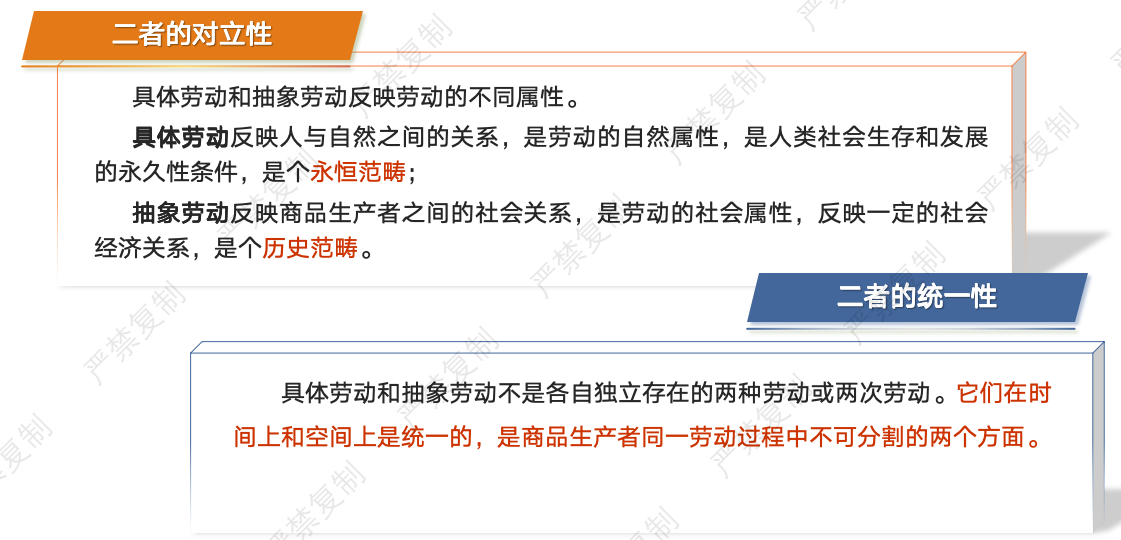 二者的对立性
具体劳动和抽象劳动反映劳动的不同属性。
具体劳动反映人与自然之间的关系，是劳动的自然属性，是人类社会生存和发展
的永久性条件，是个永恒范畴；
抽象劳动反映商品生产者之间的社会关系，是劳动的社会属性，反映一定的社会
经济关系，是个历史范畴。
二者的统一性
具体劳动和抽象劳动不是各自独立存在的两种劳动或两次劳动。它们在时
间上和空间上是统一的，是商品生产者同一劳动过程中不可分割的两个方面。
严禁复制
严禁复制
严禁复制
严禁复制
严禁复制
严禁复制
严禁复制
严禁复制
严禁复制
严禁复制